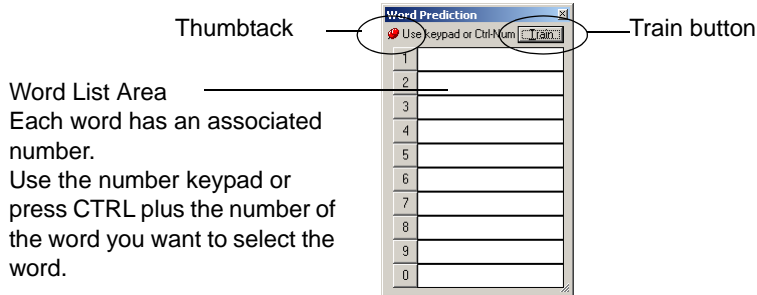 Thumbtack
Word Prediction
Use keypad or Ctrl-Num Train
Train button
Word List Area
Each word has an associated
number.
Use the number keypad or
press CTRL plus the number of
the word you want to select the
word.
1
2
3
4
5
6
7
8
9
0